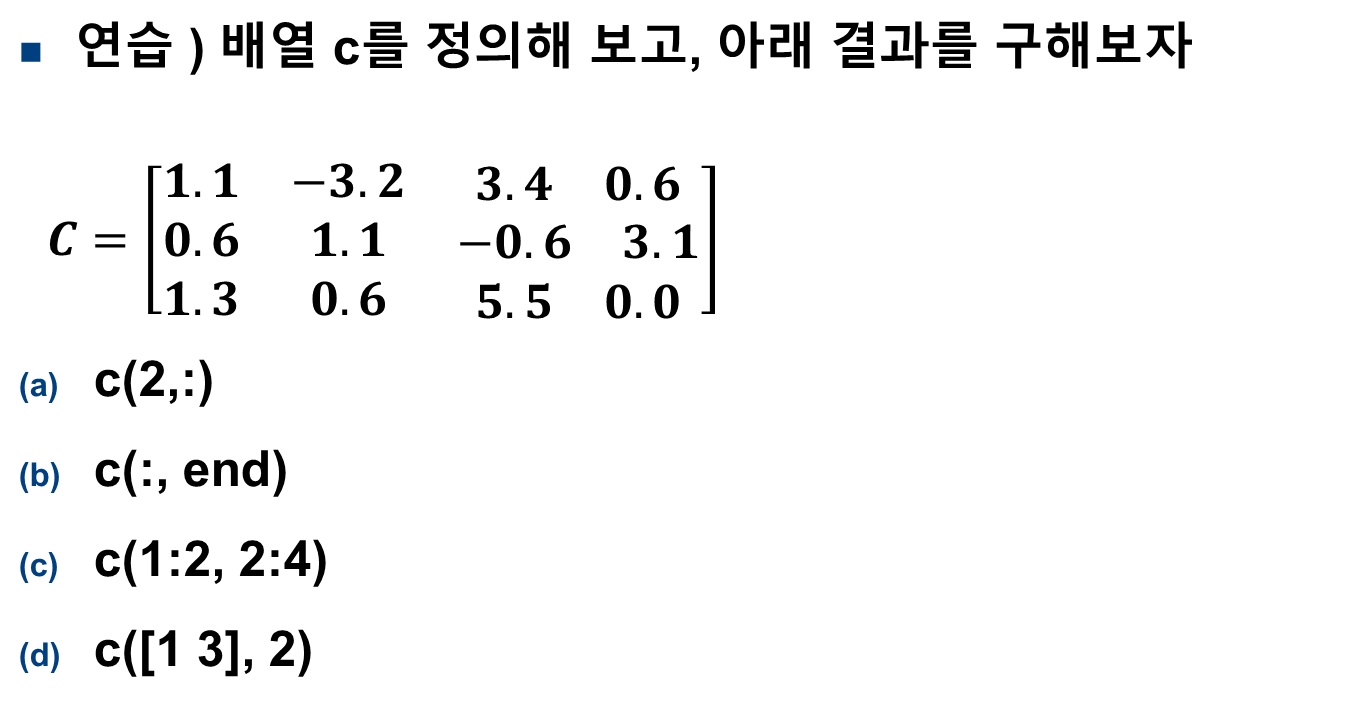 ▪ 연습 ) 배열 c를 정의해 보고, 아래 결과를 구해보자
1.1 −3.2 3.4 0.6
C = 0.6 1.1 −0.6 3.1
1.3 0.6 5.5 0.0
(a) c(2,:)
(b) c(:, end)
(c) c(1:2, 2:4)
(d) c([1 3], 2)